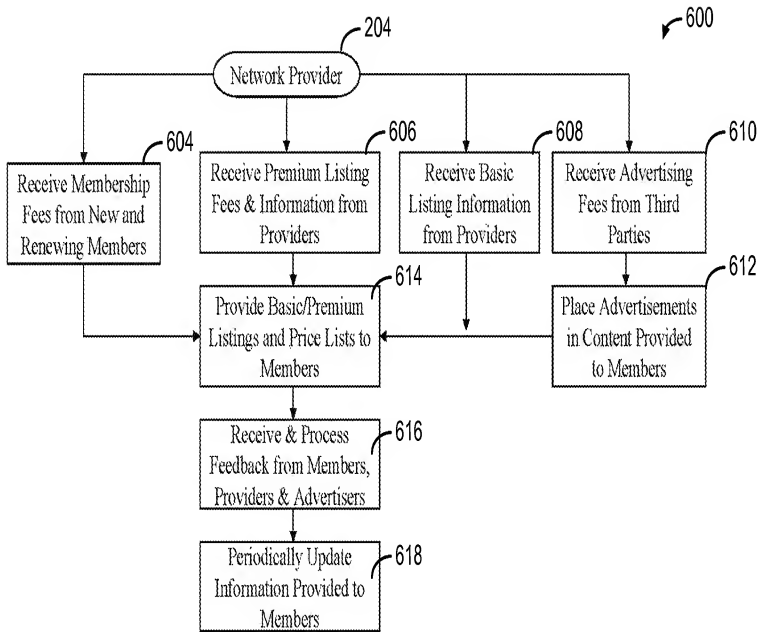 600
204
Network Provider
604
606
608
610
Receive Membership
Fees from New and
Renewing Members
Receive Premium Listing
Fees & Information from
Providers
Receive Basic
Listing Information
from Providers
Receive Advertising
Fees from Third
Parties
614
612
Provide Basic/Premium
Listings and Price Lists to
Members
Place Advertisements
in Content Provided
to Members
616
Receive & Process
Feedback from Members,
Providers & Advertisers
618
Periodically Update
Information Provided to
Members